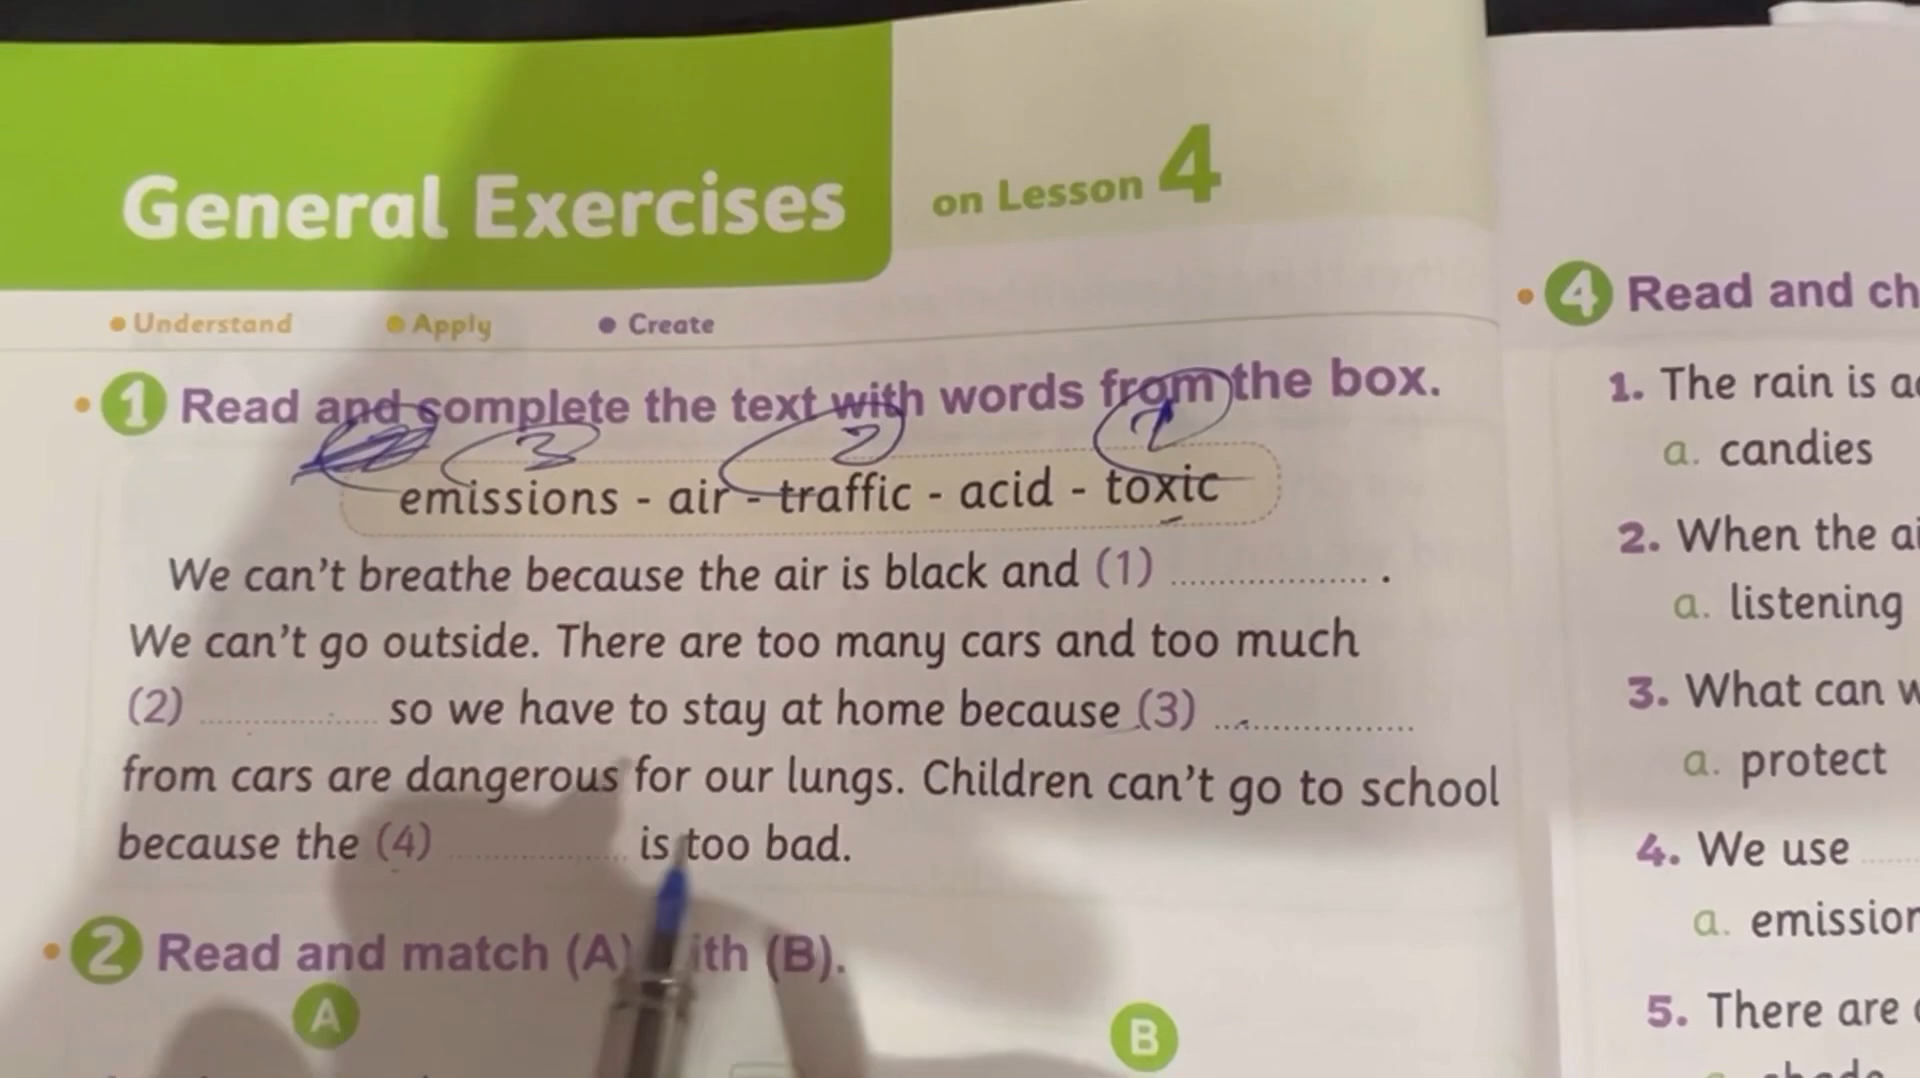 General Exercises on Lesson 4
Understand Apply Create
1 Read and complete the text with words from the box.
3 2 1
emissions - air - traffic - acid - toxic
We can't breathe because the air is black and (1) .................... .
We can't go outside. There are too many cars and too much
(2) .................... so we have to stay at home because (3) ....................
from cars are dangerous for our lungs. Children can't go to school
because the (4) .................... is too bad.
2 Read and match (A) with (B).
A B
4 Read and ch
1. The rain is ac
a. candies
2. When the ai
a. listening
3. What can w
a. protect
4. We use ........
a. emission
5. There are